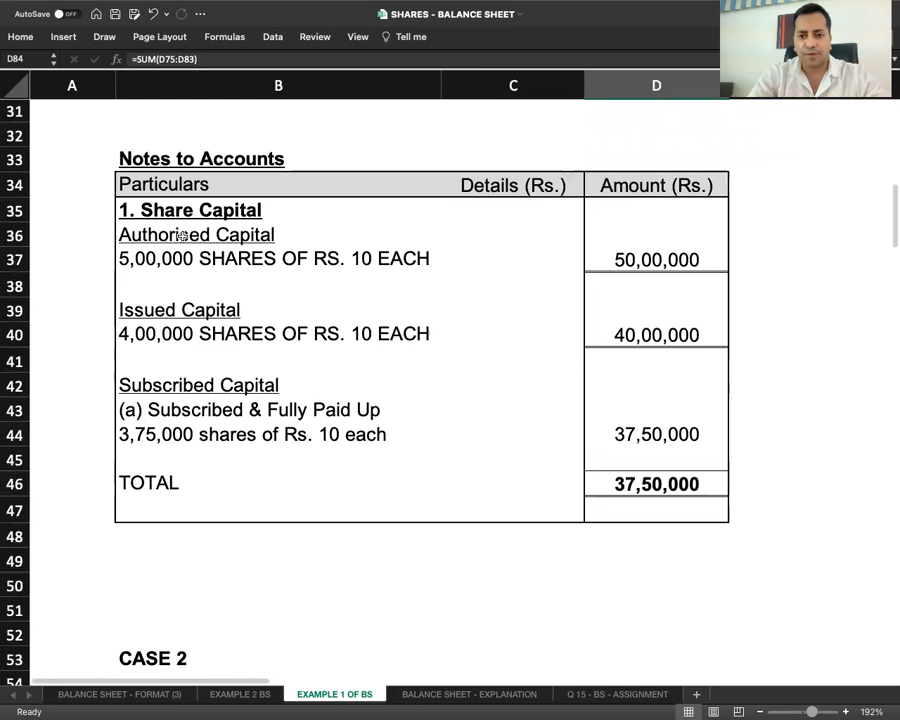 AutoSave OFF
SHARES - BALANCE SHEET
Home Insert Draw Page Layout Formulas Data Review View Tell me
D84 fx =SUM(D75:D83)
A B C D
31
32
33 Notes to Accounts
34 Particulars Details (Rs.) Amount (Rs.)
35 1. Share Capital
36 Authorised Capital
37 5,00,000 SHARES OF RS. 10 EACH 50,00,000
38
39 Issued Capital
40 4,00,000 SHARES OF RS. 10 EACH 40,00,000
41
42 Subscribed Capital
43 (a) Subscribed & Fully Paid Up
44 3,75,000 shares of Rs. 10 each 37,50,000
45
46 TOTAL 37,50,000
47
48
49
50
51
52
53 CASE 2
54
BALANCE SHEET - FORMAT (3) EXAMPLE 2 BS EXAMPLE 1 OF BS BALANCE SHEET - EXPLANATION Q 15 - BS - ASSIGNMENT +
Ready 192%